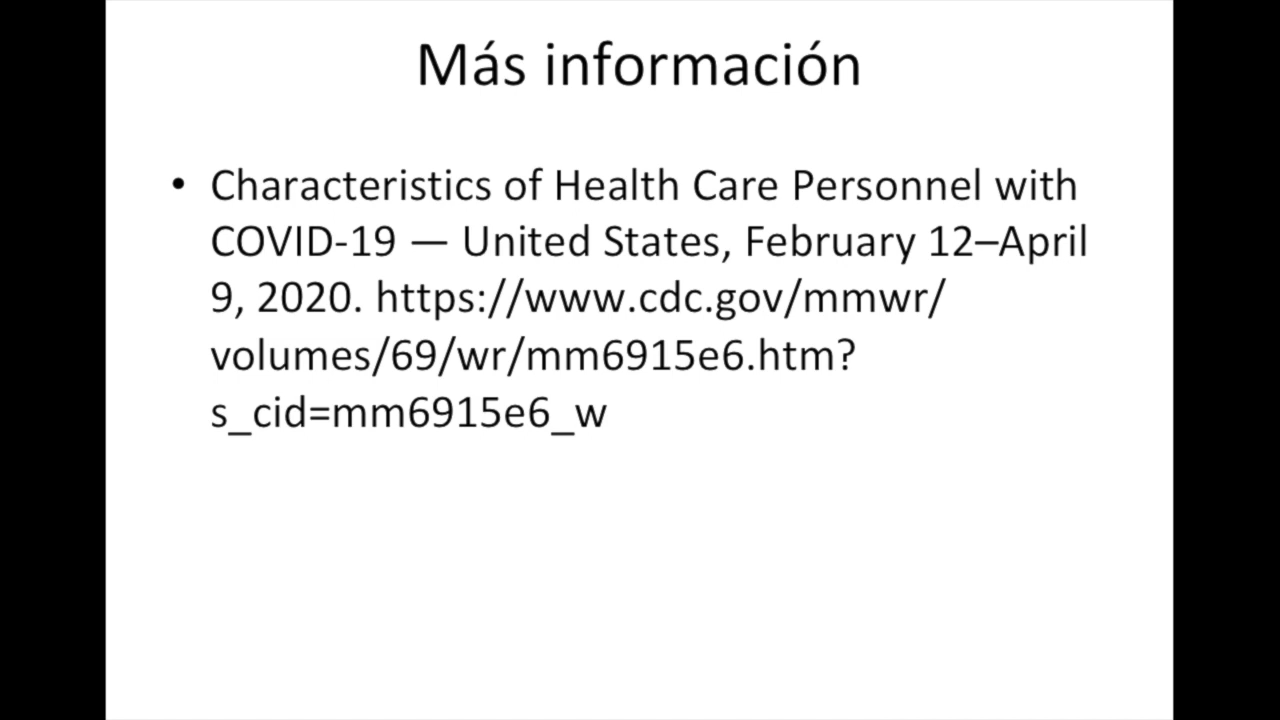 Más información
• Characteristics of Health Care Personnel with
COVID-19 — United States, February 12–April
9, 2020. https://www.cdc.gov/mmwr/
volumes/69/wr/mm6915e6.htm?
s_cid=mm6915e6_w